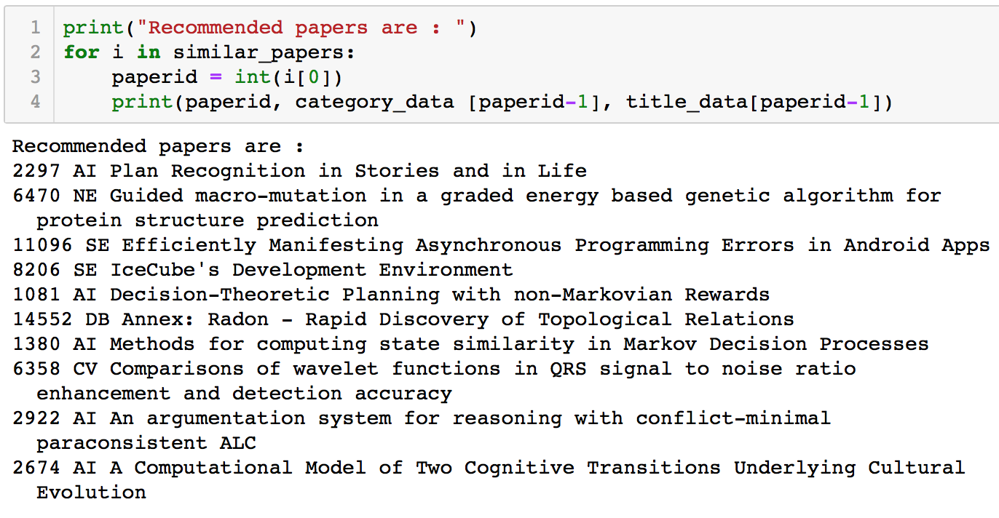 1 print("Recommended papers are : ")
2 for i in similar_papers:
3     paperid = int(i[0])
4     print(paperid, category_data [paperid-1], title_data[paperid-1])
Recommended papers are :
2297 AI Plan Recognition in Stories and in Life
6470 NE Guided macro-mutation in a graded energy based genetic algorithm for
  protein structure prediction
11096 SE Efficiently Manifesting Asynchronous Programming Errors in Android Apps
8206 SE IceCube's Development Environment
1081 AI Decision-Theoretic Planning with non-Markovian Rewards
14552 DB Annex: Radon - Rapid Discovery of Topological Relations
1380 AI Methods for computing state similarity in Markov Decision Processes
6358 CV Comparisons of wavelet functions in QRS signal to noise ratio
  enhancement and detection accuracy
2922 AI An argumentation system for reasoning with conflict-minimal
  paraconsistent ALC
2674 AI A Computational Model of Two Cognitive Transitions Underlying Cultural
  Evolution